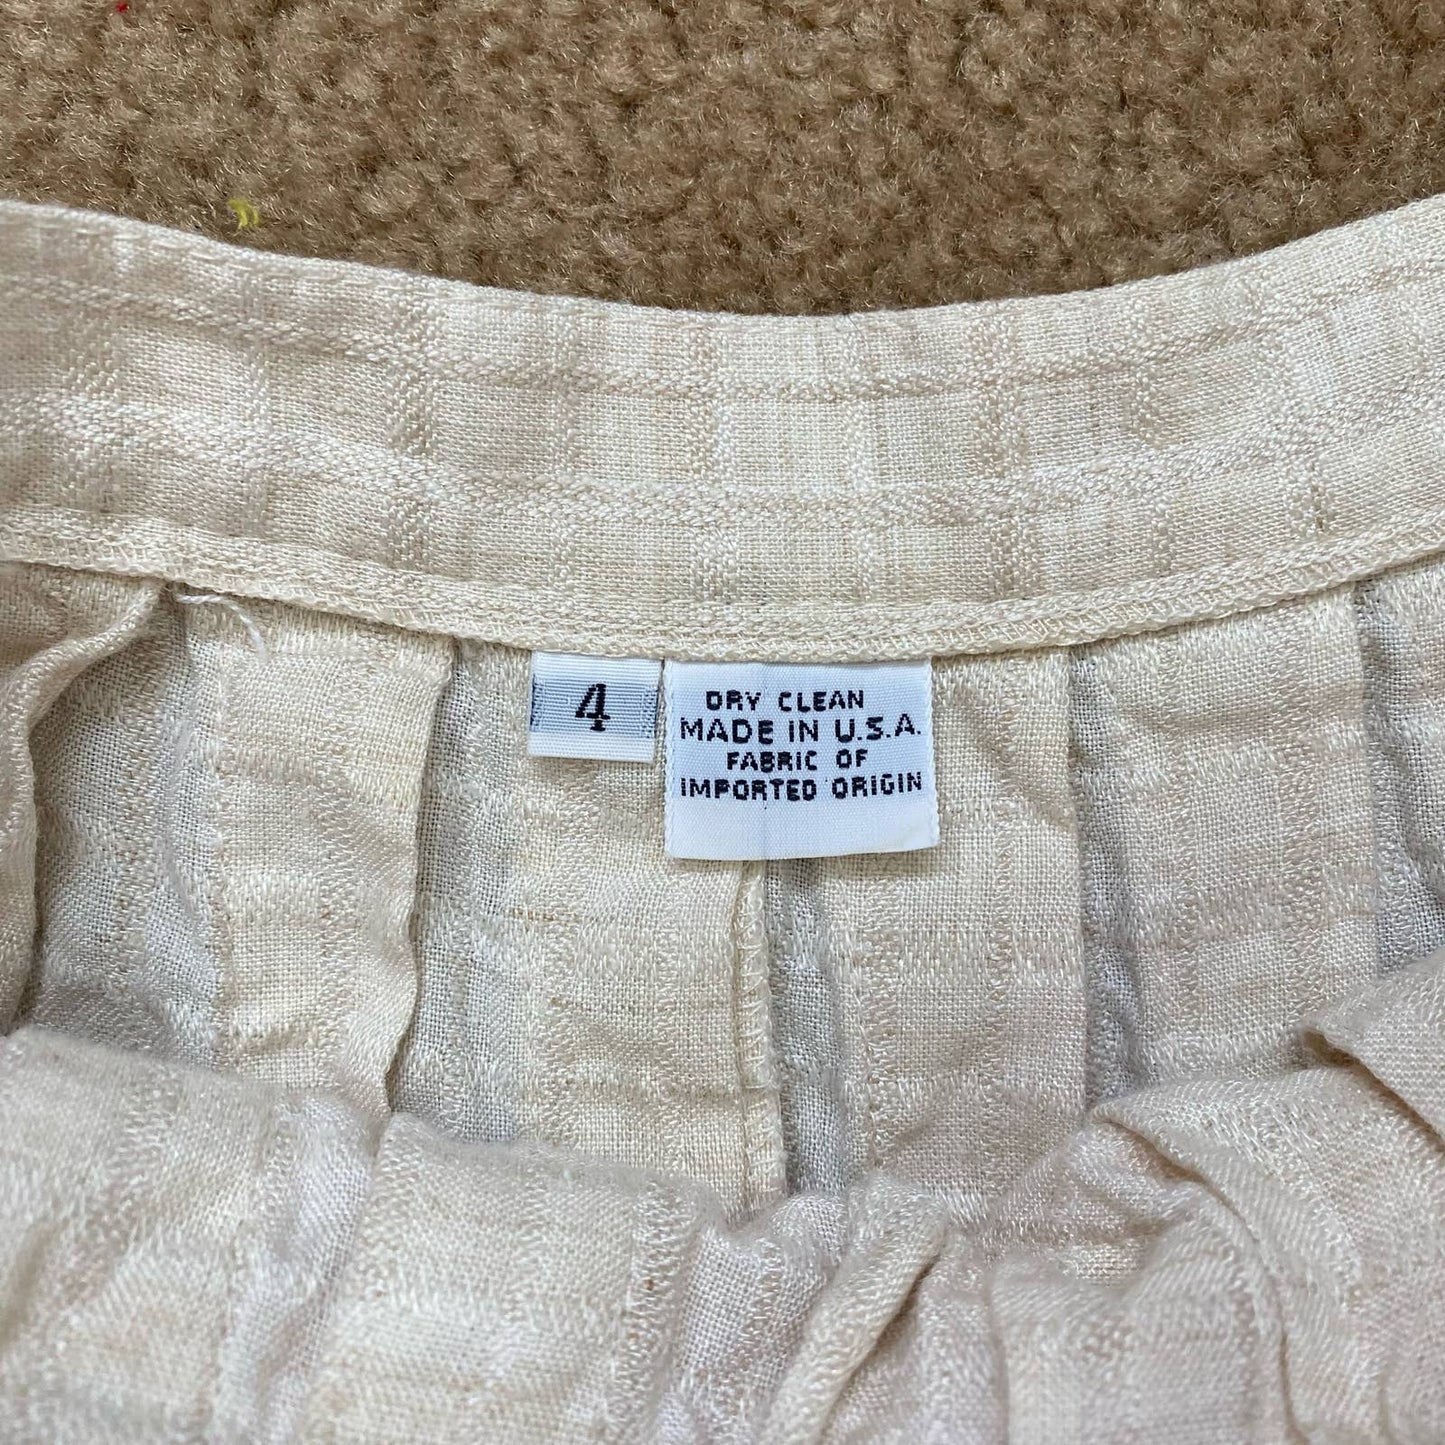 4
DRY CLEAN
MADE IN U.S.A.
FABRIC OF
IMPORTED ORIGIN